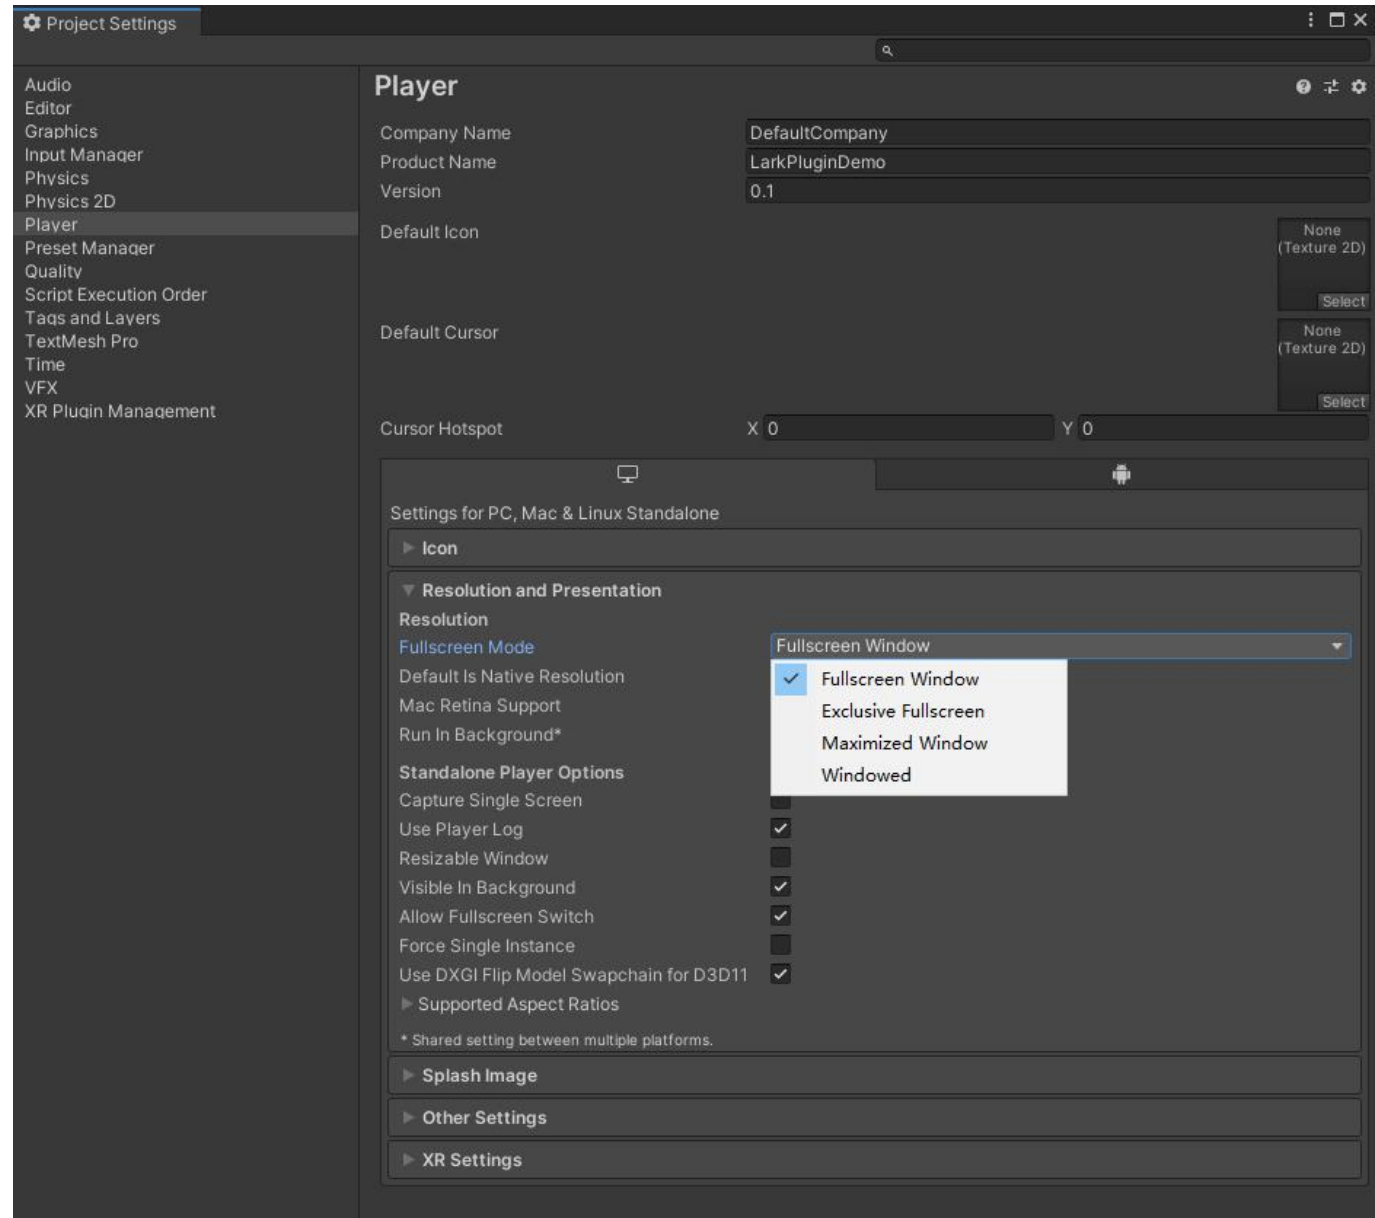 Project Settings
Audio
Editor
Graphics
Input Manager
Physics
Physics 2D
Player
Preset Manager
Quality
Script Execution Order
Tags and Layers
TextMesh Pro
Time
VFX
XR Plugin Management
Player
Company Name DefaultCompany
Product Name LarkPluginDemo
Version 0.1
Default Icon
None
(Texture 2D)
Select
Default Cursor
None
(Texture 2D)
Select
Cursor Hotspot X 0 Y 0
Settings for PC, Mac & Linux Standalone
Icon
Resolution and Presentation
Resolution
Fullscreen Mode Fullscreen Window
Default Is Native Resolution
Mac Retina Support
Run In Background*
Fullscreen Window
Exclusive Fullscreen
Maximized Window
Windowed
Standalone Player Options
Capture Single Screen
Use Player Log
Resizable Window
Visible In Background
Allow Fullscreen Switch
Force Single Instance
Use DXGI Flip Model Swapchain for D3D11
Supported Aspect Ratios
* Shared setting between multiple platforms.
Splash Image
Other Settings
XR Settings